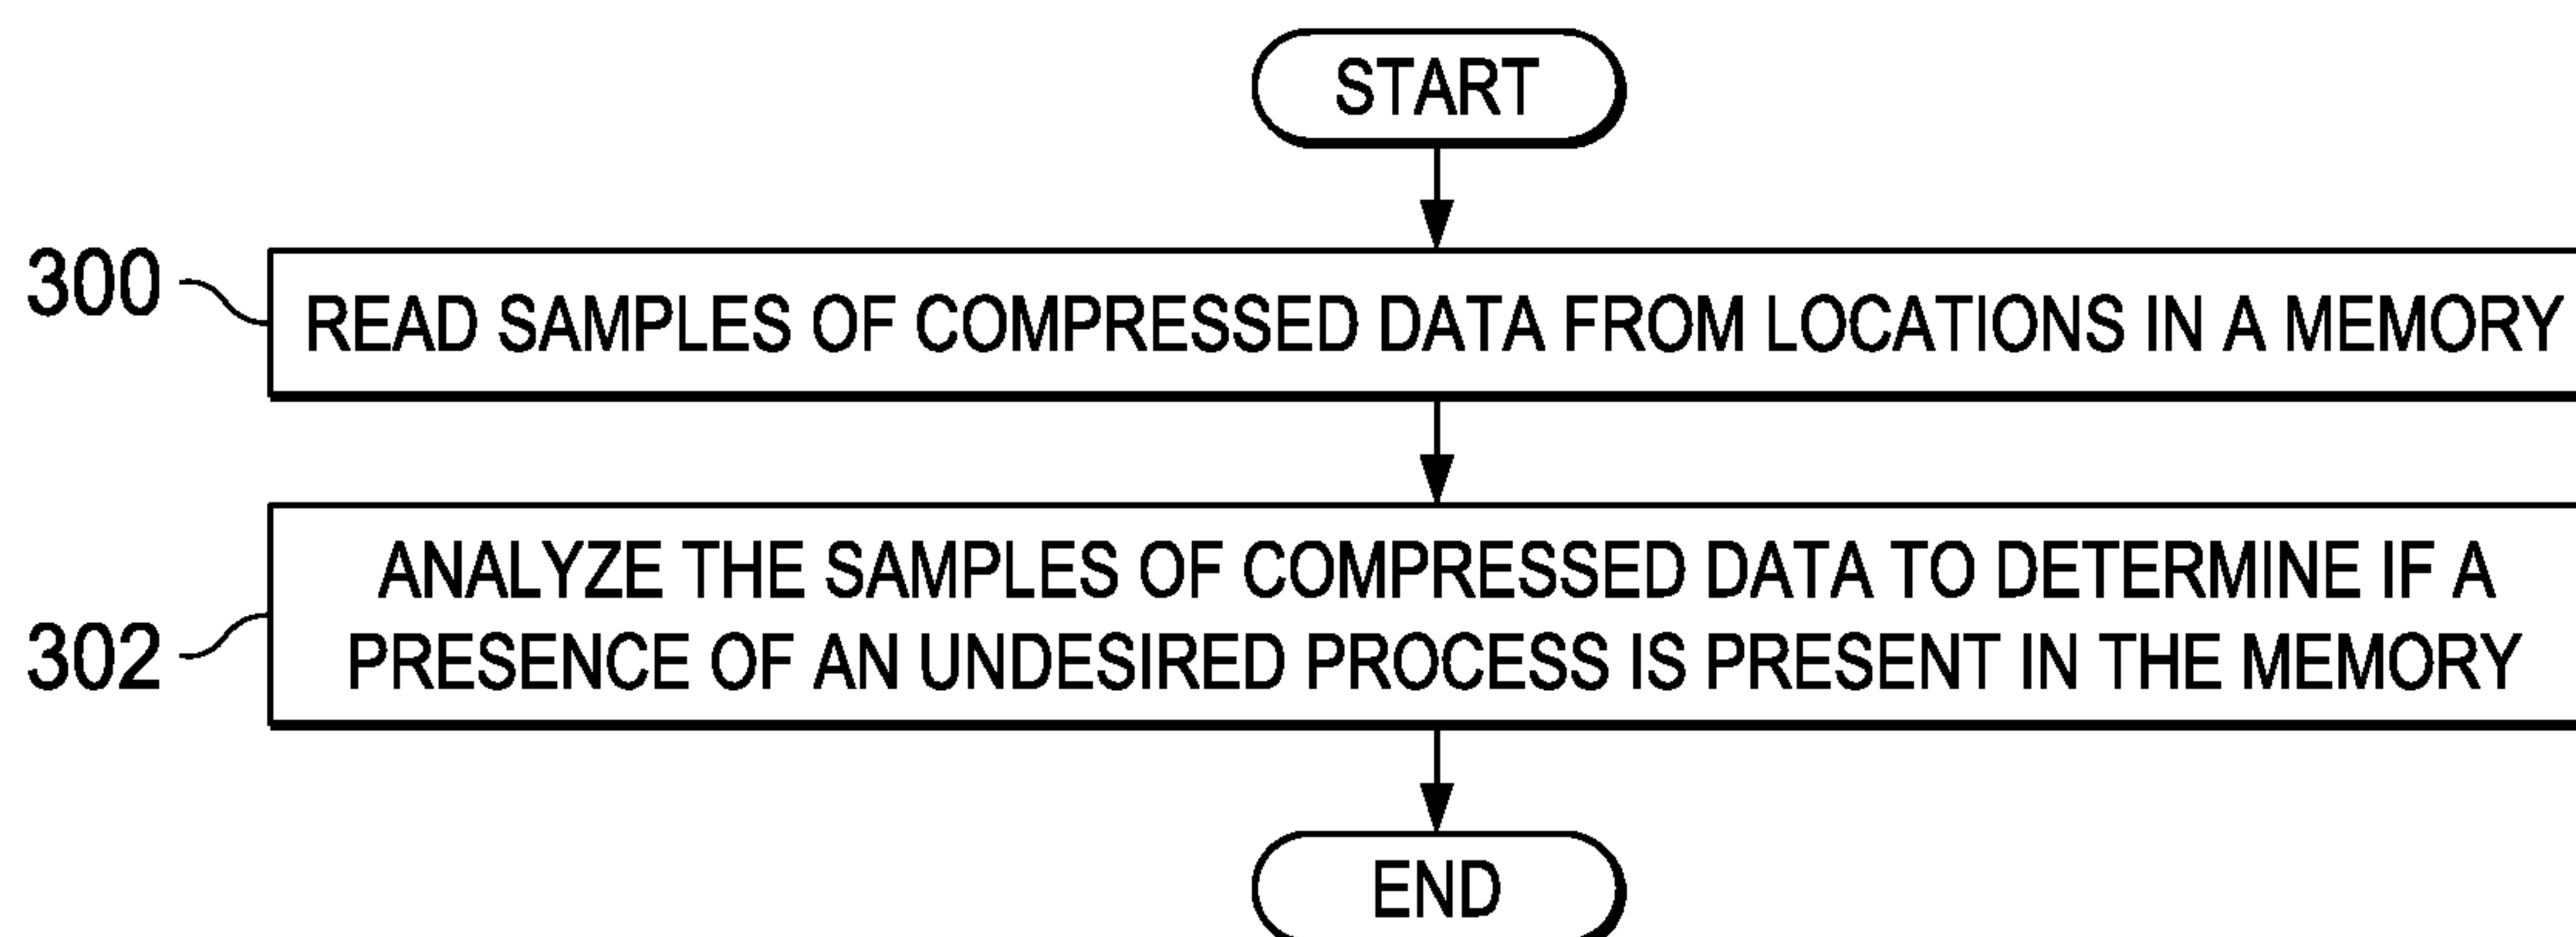 START
300
READ SAMPLES OF COMPRESSED DATA FROM LOCATIONS IN A MEMORY
302
ANALYZE THE SAMPLES OF COMPRESSED DATA TO DETERMINE IF A
PRESENCE OF AN UNDESIRED PROCESS IS PRESENT IN THE MEMORY
END